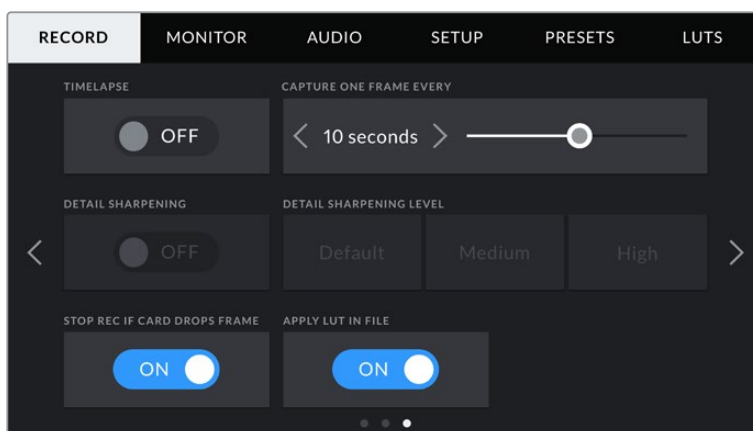 RECORD MONITOR AUDIO SETUP PRESETS LUTS
TIMELAPSE CAPTURE ONE FRAME EVERY
OFF 10 seconds
DETAIL SHARPENING DETAIL SHARPENING LEVEL
OFF Default Medium High
STOP REC IF CARD DROPS FRAME APPLY LUT IN FILE
ON ON